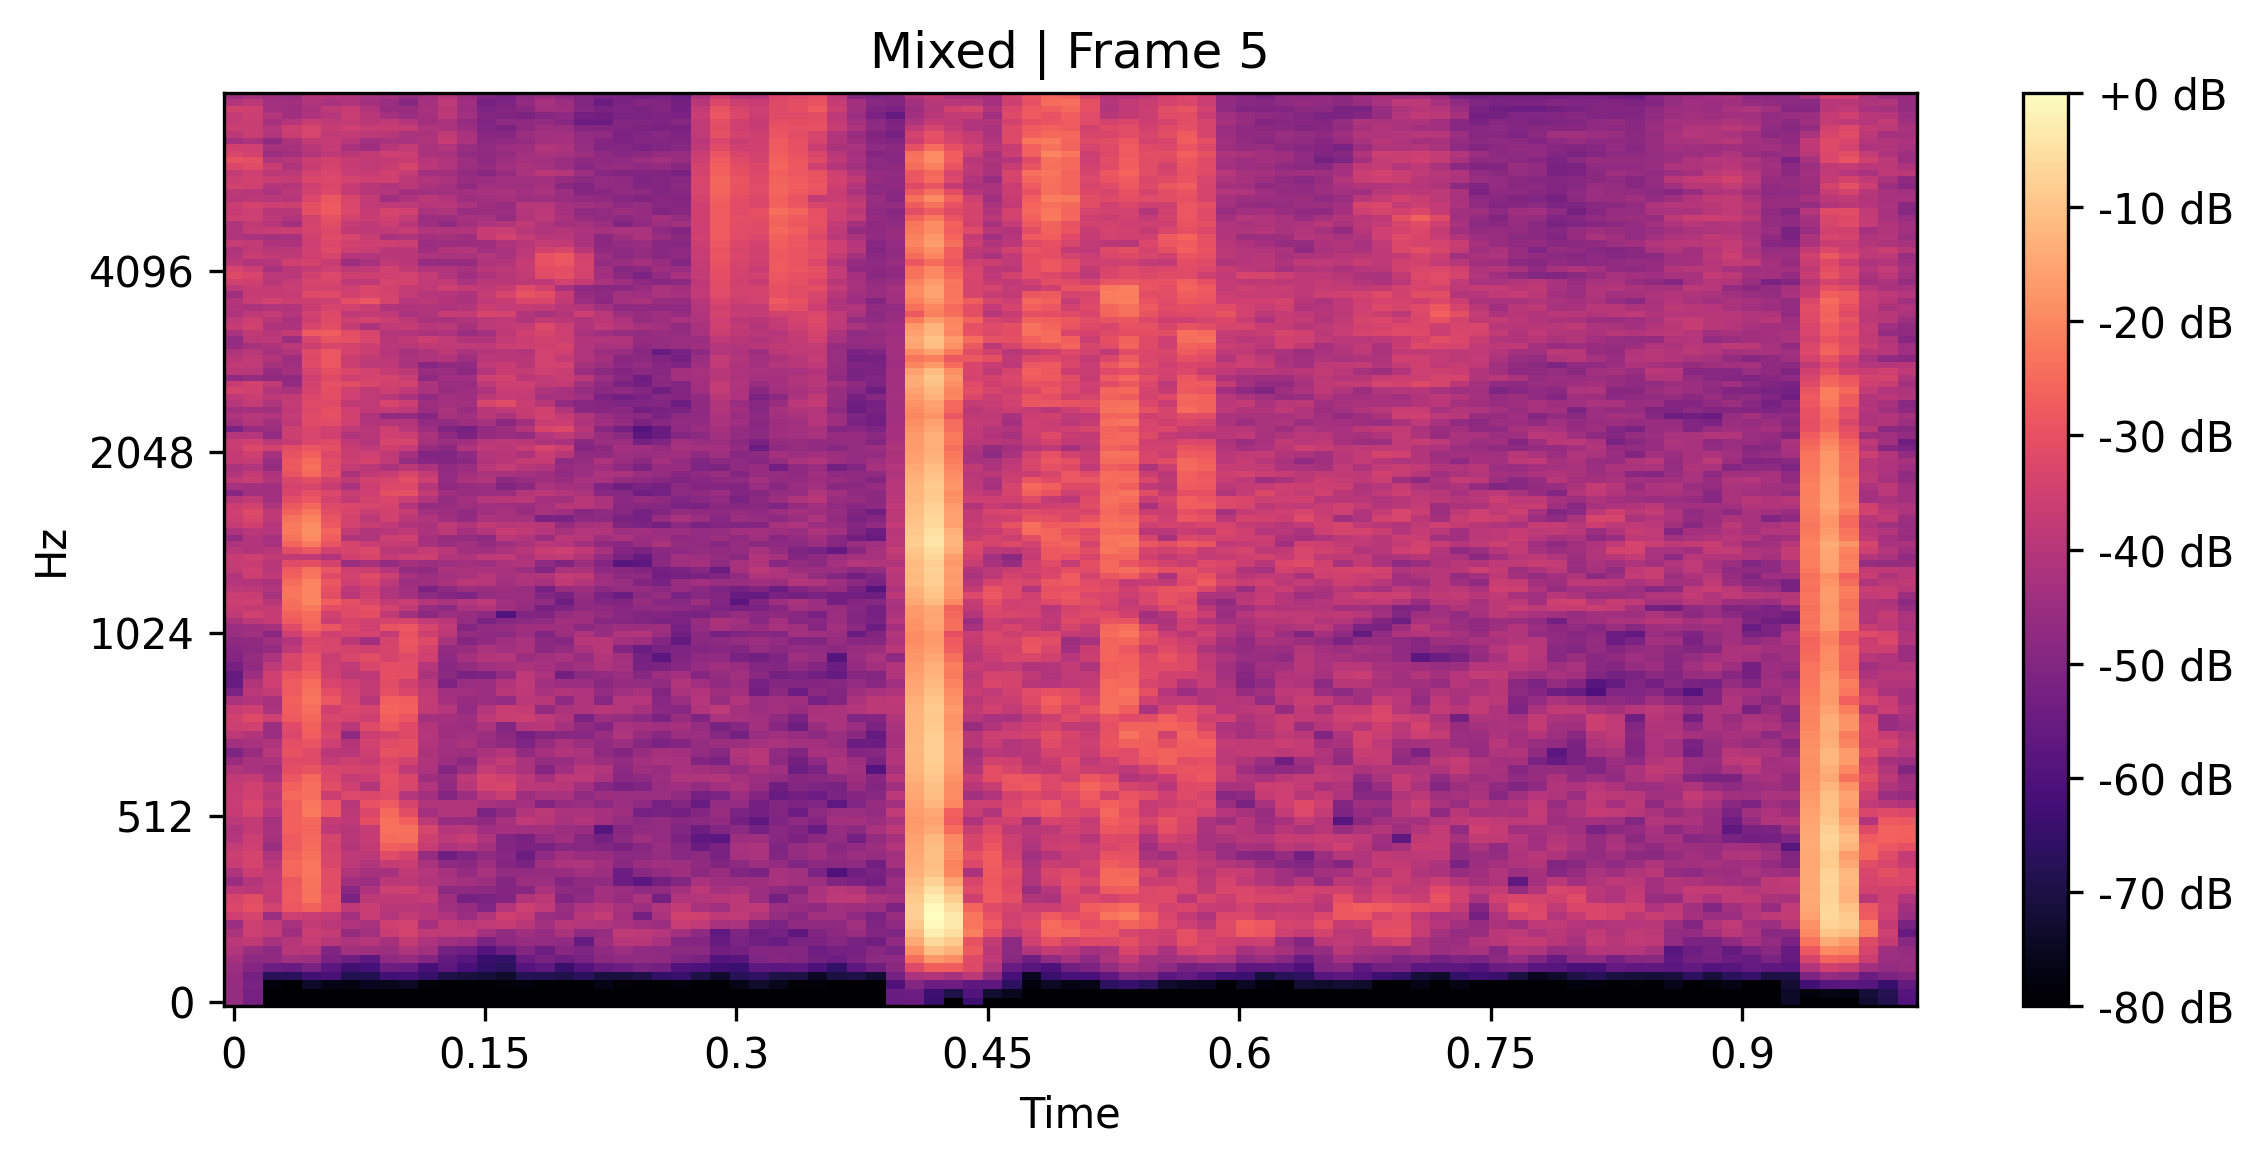 Mixed | Frame 5
+0 dB
-10 dB
-20 dB
-30 dB
-40 dB
-50 dB
-60 dB
-70 dB
-80 dB
4096
2048
1024
512
0
Hz
0 0.15 0.3 0.45 0.6 0.75 0.9
Time